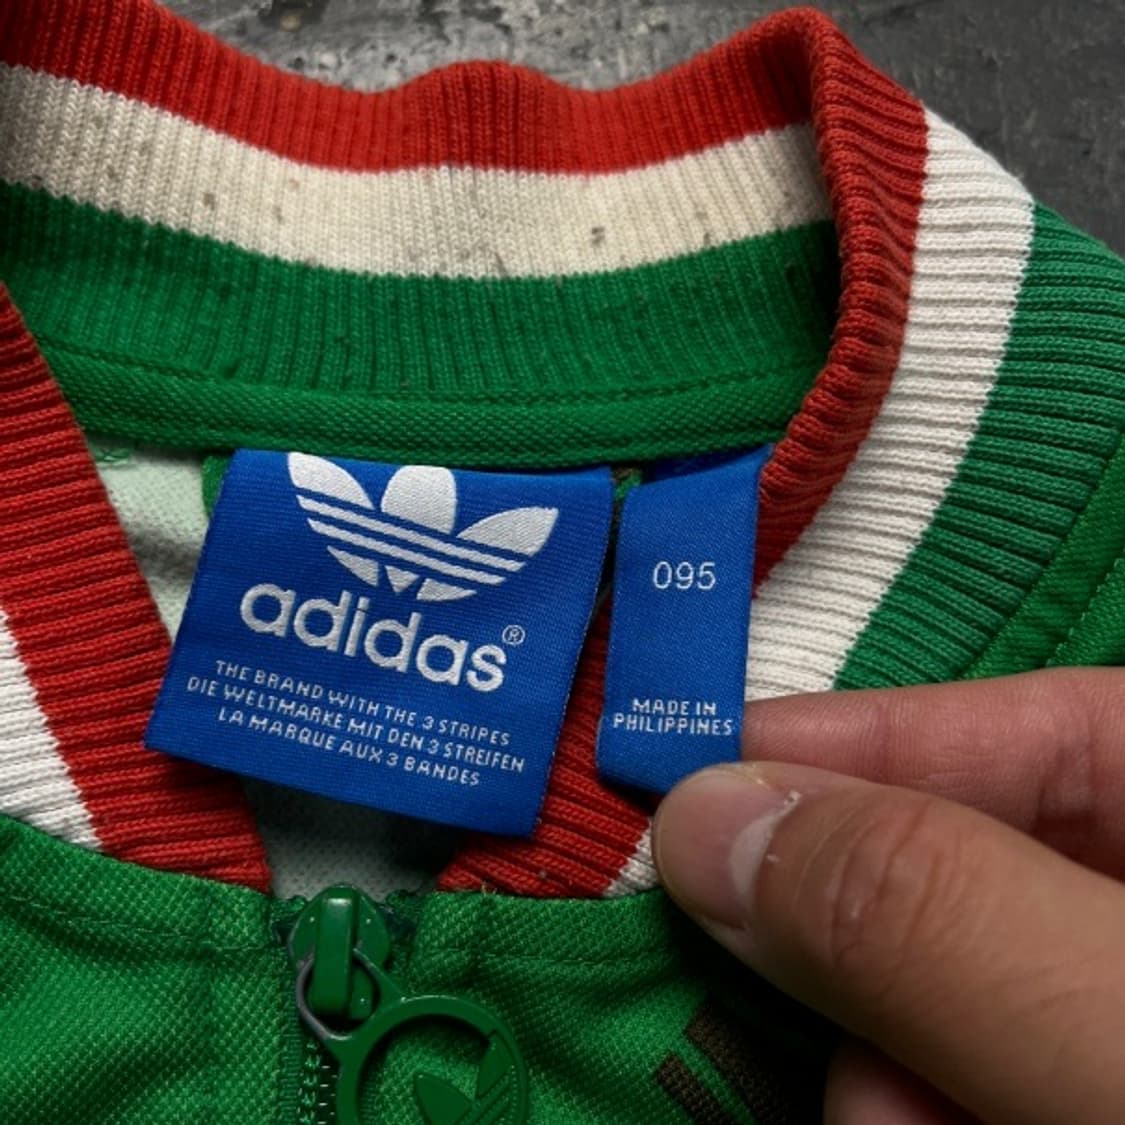 adidas®
THE BRAND WITH THE 3 STRIPES
DIE WELTMARKE MIT DEN 3 STREIFEN
LA MARQUE AUX 3 BANDES
095
MADE IN
PHILIPPINES